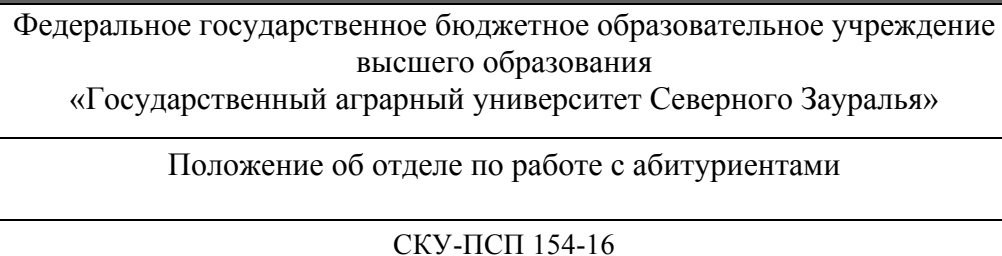 Федеральное государственное бюджетное образовательное учреждение
высшего образования
«Государственный аграрный университет Северного Зауралья»
Положение об отделе по работе с абитуриентами
СКУ-ПСП 154-16